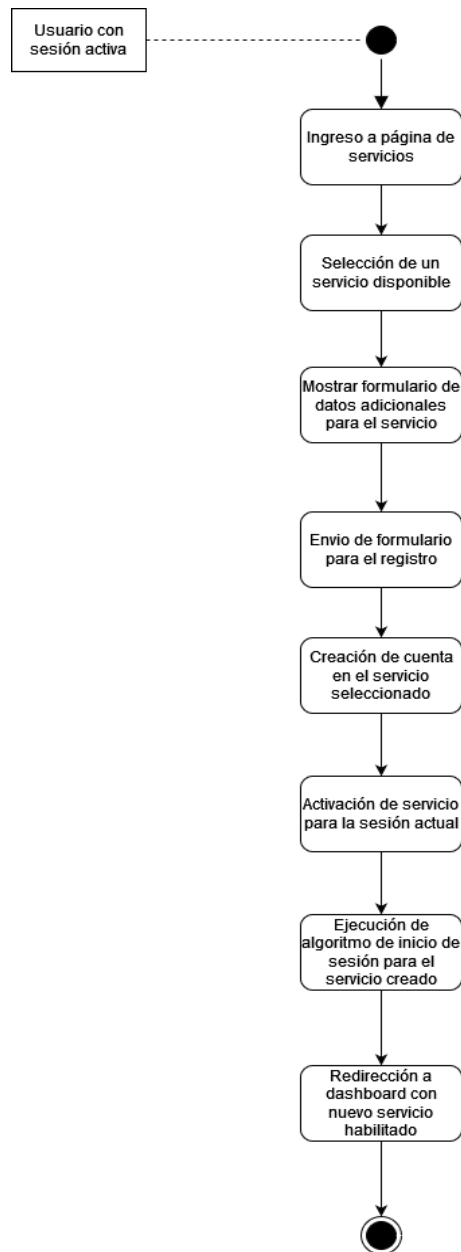 Usuario con
sesión activa
Ingreso a página de
servicios
Selección de un
servicio disponible
Mostrar formulario de
datos adicionales
para el servicio
Envio de formulario
para el registro
Creación de cuenta
en el servicio
seleccionado
Activación de servicio
para la sesión actual
Ejecución de
algoritmo de inicio de
sesión para el
servicio creado
Redirección a
dashboard con
nuevo servicio
habilitado